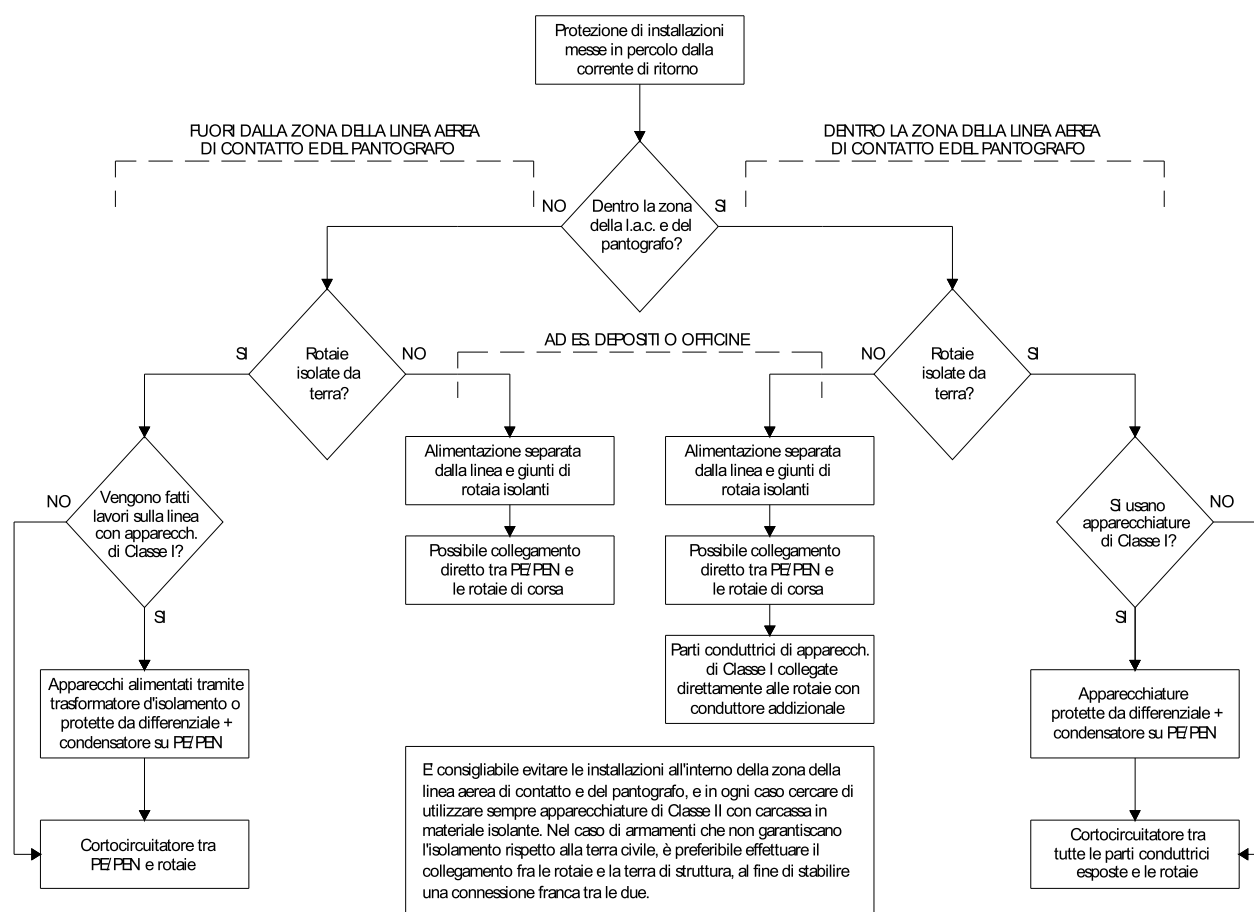 Protezione di installazioni
messe in percolo dalla
corrente di ritorno
FUORI DALLA ZONA DELLA LINEA AEREA
DI CONTATTO E DEL PANTOGRAFO
DENTRO LA ZONA DELLA LINEA AEREA
DI CONTATTO E DEL PANTOGRAFO
NO
Dentro la zona
della l.a.c. e del
pantografo?
SI
SI
Rotaie
isolate da
terra?
NO
AD ES. DEPOSITI O OFFICINE
NO
Rotaie
isolate da
terra?
SI
NO
Vengono fatti
lavori sulla linea
con apparecch.
di Classe I?
SI
Alimentazione separata
dalla linea e giunti di
rotaia isolanti
Possibile collegamento
diretto tra PE/PEN e
le rotaie di corsa
Alimentazione separata
dalla linea e giunti di
rotaia isolanti
Possibile collegamento
diretto tra PE/PEN e
le rotaie di corsa
Parti conduttrici di apparecch.
di Classe I collegate
direttamente alle rotaie con
conduttore addizionale
Si usano
apparecchiature
di Classe I?
NO
SI
Apparecchi alimentati tramite
trasformatore d'isolamento o
protette da differenziale +
condensatore su PE/PEN
Cortocircuitatore tra
PE/PEN e rotaie
Apparecchiature
protette da differenziale +
condensatore su PE/PEN
Cortocircuitatore tra
tutte le parti conduttrici
esposte e le rotaie
E' consigliabile evitare le installazioni all'interno della zona della
linea aerea di contatto e del pantografo, e in ogni caso cercare di
utilizzare sempre apparecchiature di Classe II con carcassa in
materiale isolante. Nel caso di armamenti che non garantiscano
l'isolamento rispetto alla terra civile, è preferibile effettuare il
collegamento fra le rotaie e la terra di struttura, al fine di stabilire
una connessione franca tra le due.